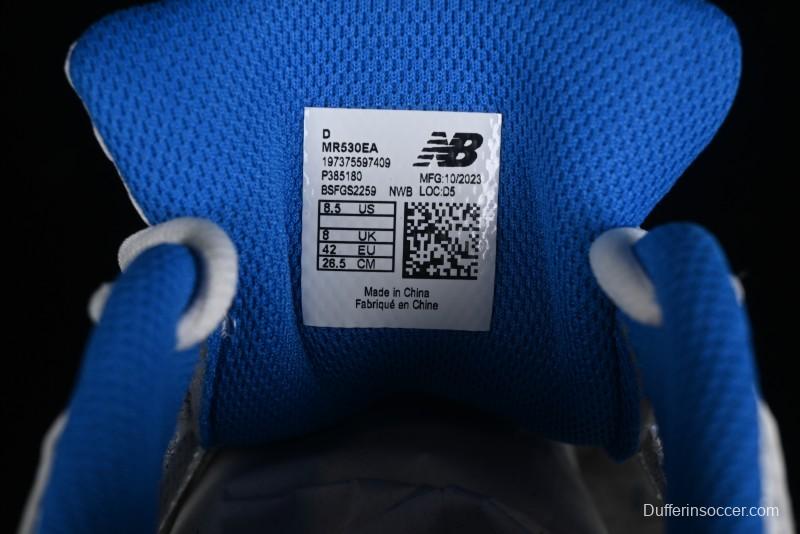 D
MR530EA
197375597409
P385180 MFG:10/2023
BSFGS2259 NWB LOC:D5
NB
8.5 US
8 UK
42 EU
26.5 CM
Made in China
Fabriqué en Chine
Dufferinsoccer.com